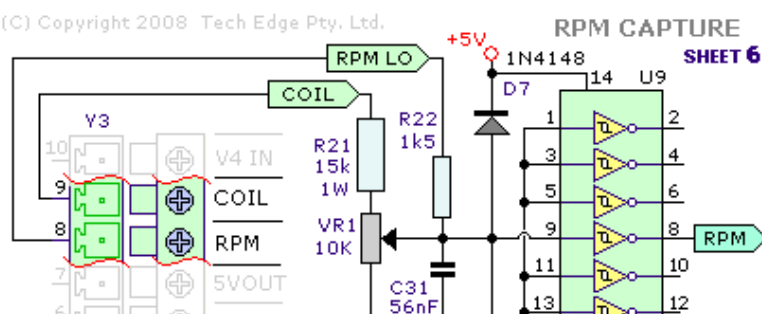 (C) Copyright 2008 Tech Edge Pty. Ltd.
RPM CAPTURE
SHEET 6
+5V
1N4148
D7
14
U9
RPM LO
COIL
R22
1k5
R21
15k
1W
VR1
10K
C31
56nF
Y3
10
V4 IN
9
COIL
8
RPM
7
5VOUT
6
1
2
3
4
5
6
9
8
RPM
11
10
13
12